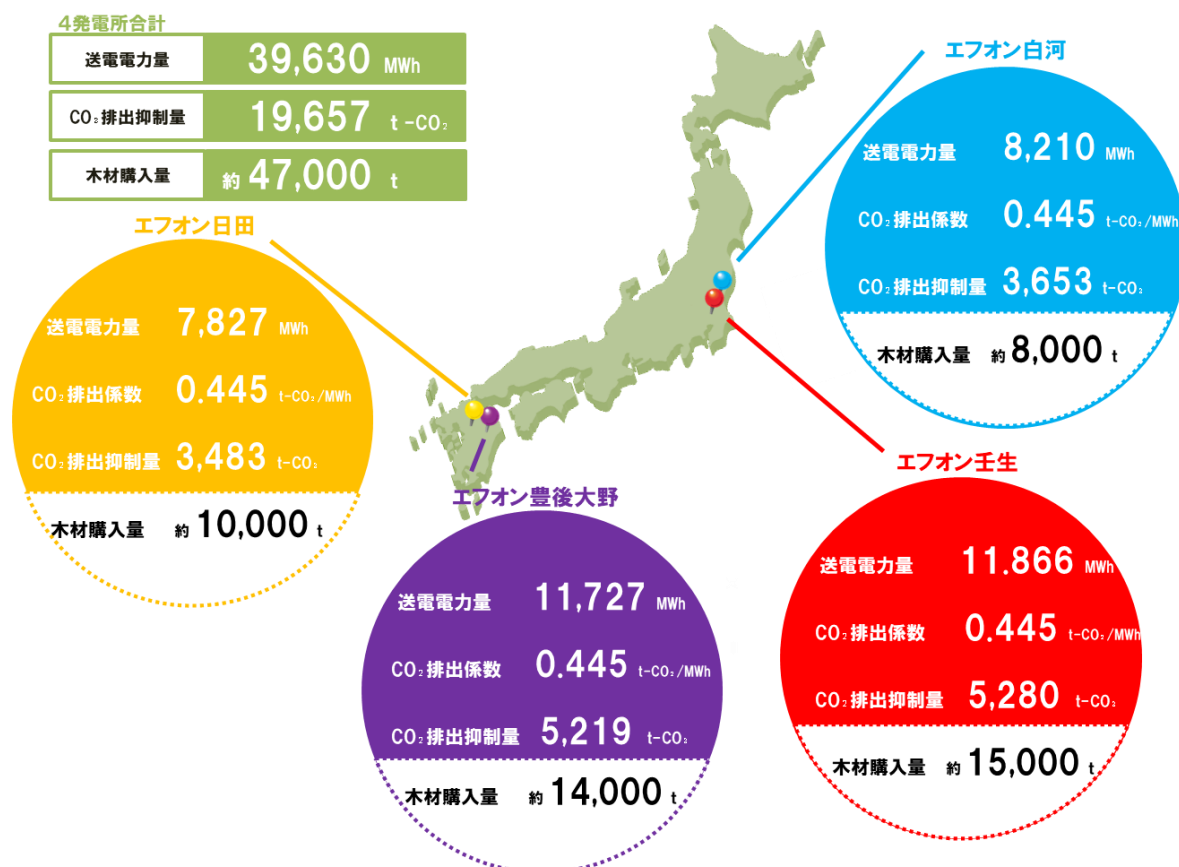 4発電所合計
送電電力量 39,630 MWh
CO₂排出抑制量 19,657 t-CO₂
木材購入量 約47,000 t
エフオン白河
送電電力量 8,210 MWh
CO₂排出係数 0.445 t-CO₂/MWh
CO₂排出抑制量 3,653 t-CO₂
木材購入量 約8,000 t
エフオン日田
送電電力量 7,827 MWh
CO₂排出係数 0.445 t-CO₂/MWh
CO₂排出抑制量 3,483 t-CO₂
木材購入量 約10,000 t
エフオン豊後大野
送電電力量 11,727 MWh
CO₂排出係数 0.445 t-CO₂/MWh
CO₂排出抑制量 5,219 t-CO₂
木材購入量 約14,000 t
エフオン壬生
送電電力量 11.866 MWh
CO₂排出係数 0.445 t-CO₂/MWh
CO₂排出抑制量 5,280 t-CO₂
木材購入量 約15,000 t